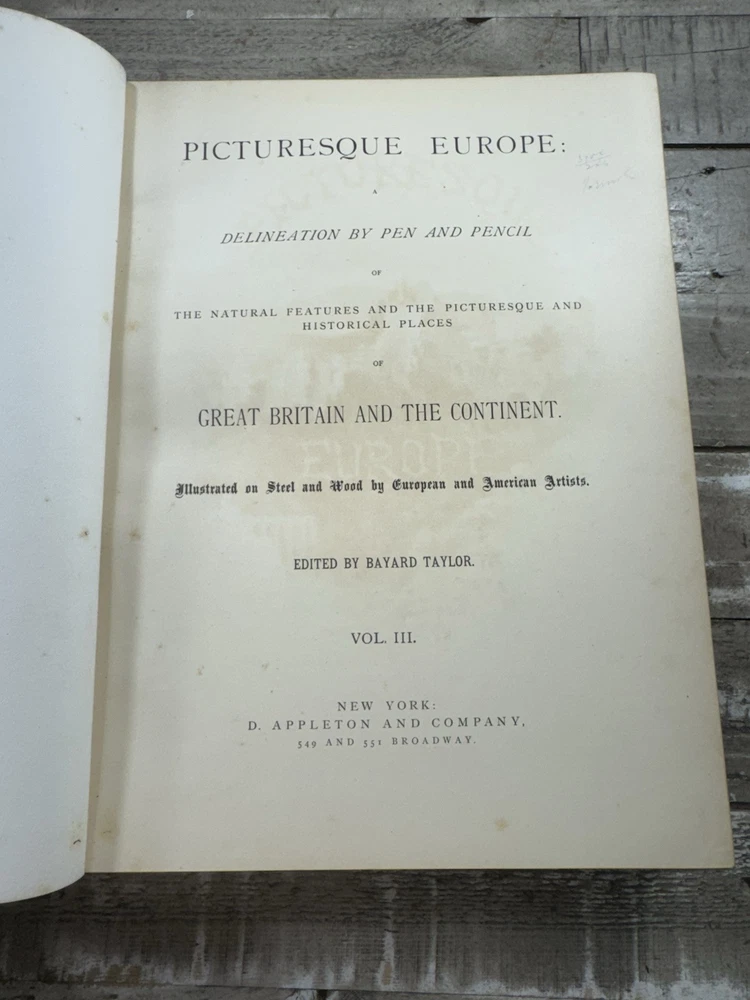 PICTURESQUE EUROPE:
A
DELINEATION BY PEN AND PENCIL
OF
THE NATURAL FEATURES AND THE PICTURESQUE AND
HISTORICAL PLACES
OF
GREAT BRITAIN AND THE CONTINENT.
EUROPE
Illustrated on Steel and Wood by European and American Artists.
EDITED BY BAYARD TAYLOR.
VOL. III.
NEW YORK:
D. APPLETON AND COMPANY,
549 AND 551 BROADWAY.